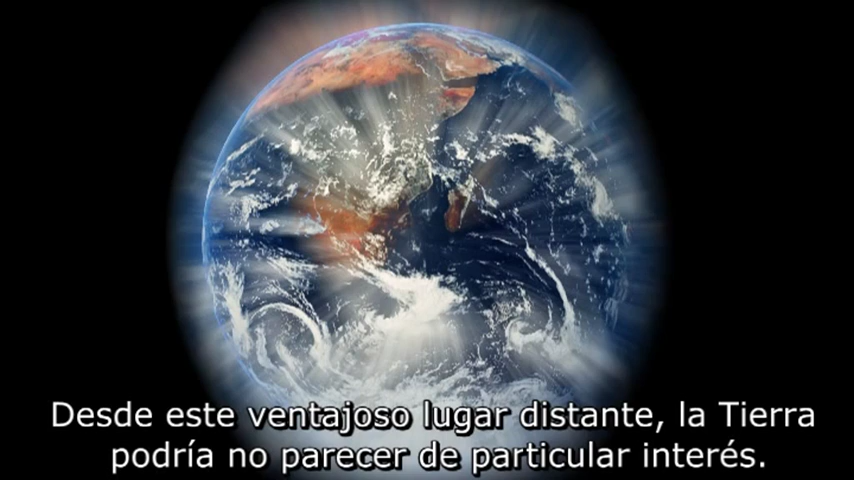 Desde este ventajoso lugar distante, la Tierra
podría no parecer de particular interés.